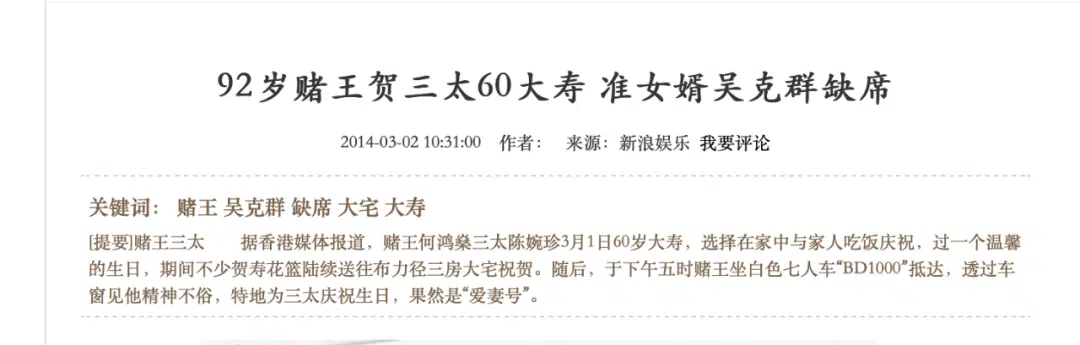 92岁赌王贺三太60大寿 准女婿吴克群缺席
2014-03-02 10:31:00 作者： 来源：新浪娱乐 我要评论
关键词： 赌王 吴克群 缺席 大宅 大寿
[提要]赌王三太 据香港媒体报道，赌王何鸿燊三太陈婉珍3月1日60岁大寿，选择在家中与家人吃饭庆祝，过一个温馨
的生日，期间不少贺寿花篮陆续送往布力径三房大宅祝贺。随后，于下午五时赌王坐白色七人车“BD1000”抵达，透过车
窗见他精神不俗，特地为三太庆祝生日，果然是“爱妻号”。